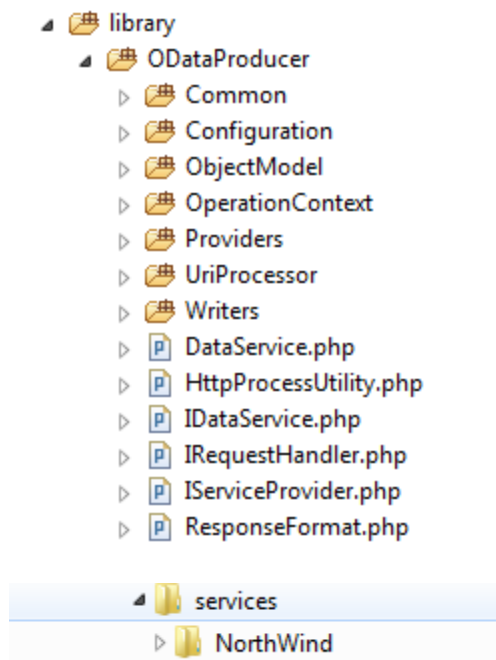 library
ODataProducer
Common
Configuration
ObjectModel
OperationContext
Providers
UriProcessor
Writers
DataService.php
HttpProcessUtility.php
IDataService.php
IRequestHandler.php
IServiceProvider.php
ResponseFormat.php
services
NorthWind